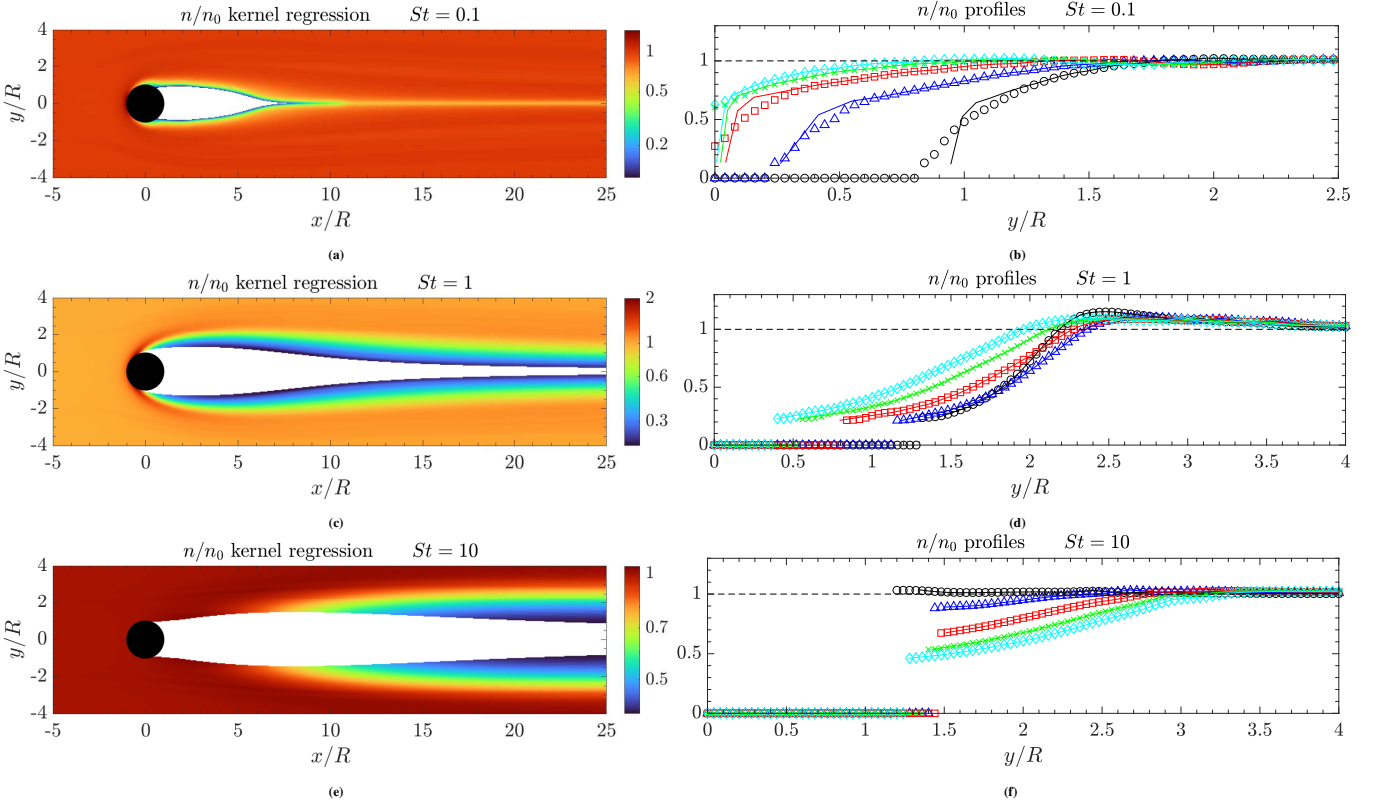 n/n₀ kernel regression St = 0.1
n/n₀ profiles St = 0.1
4
2
0
-2
-4
y/R
-5 0 5 10 15 20 25
x/R
1
0.5
0.2
1
0.5
0
0 0.5 1 1.5 2 2.5
y/R
(a)
(b)
n/n₀ kernel regression St = 1
n/n₀ profiles St = 1
4
2
0
-2
-4
y/R
-5 0 5 10 15 20 25
x/R
2
1
0.6
0.3
1
0.5
0
0.5 1 1.5 2 2.5 3 3.5 4
y/R
(c)
(d)
n/n₀ kernel regression St = 10
n/n₀ profiles St = 10
4
2
0
-2
-4
y/R
-5 0 5 10 15 20 25
x/R
1
0.7
0.5
1
0.5
0
0 0.5 1 1.5 2 2.5 3 3.5 4
y/R
(e)
(f)